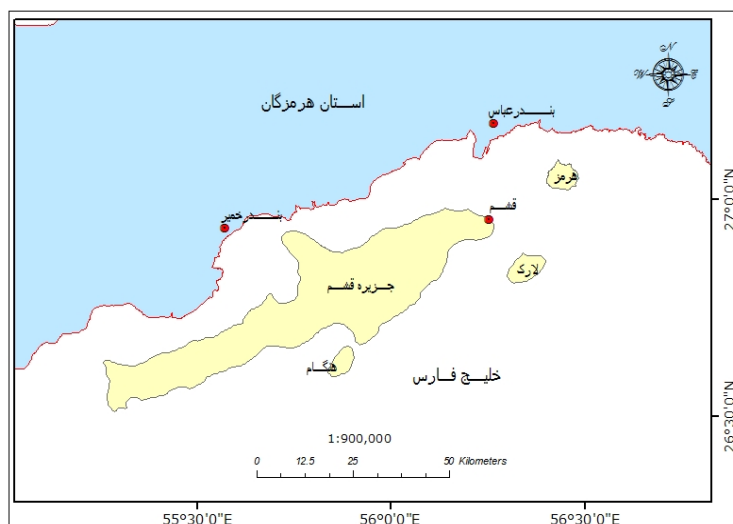 N
W
E
S
استان هرمزگان
بندرعباس
هرمز
27°0'0"N
قشم
بندرخمیر
لارک
جزیره قشم
هنگام
خلیج فارس
26°30'0"N
1:900,000
0 12.5 25 50 Kilometers
55°30'0"E 56°0'0"E 56°30'0"E